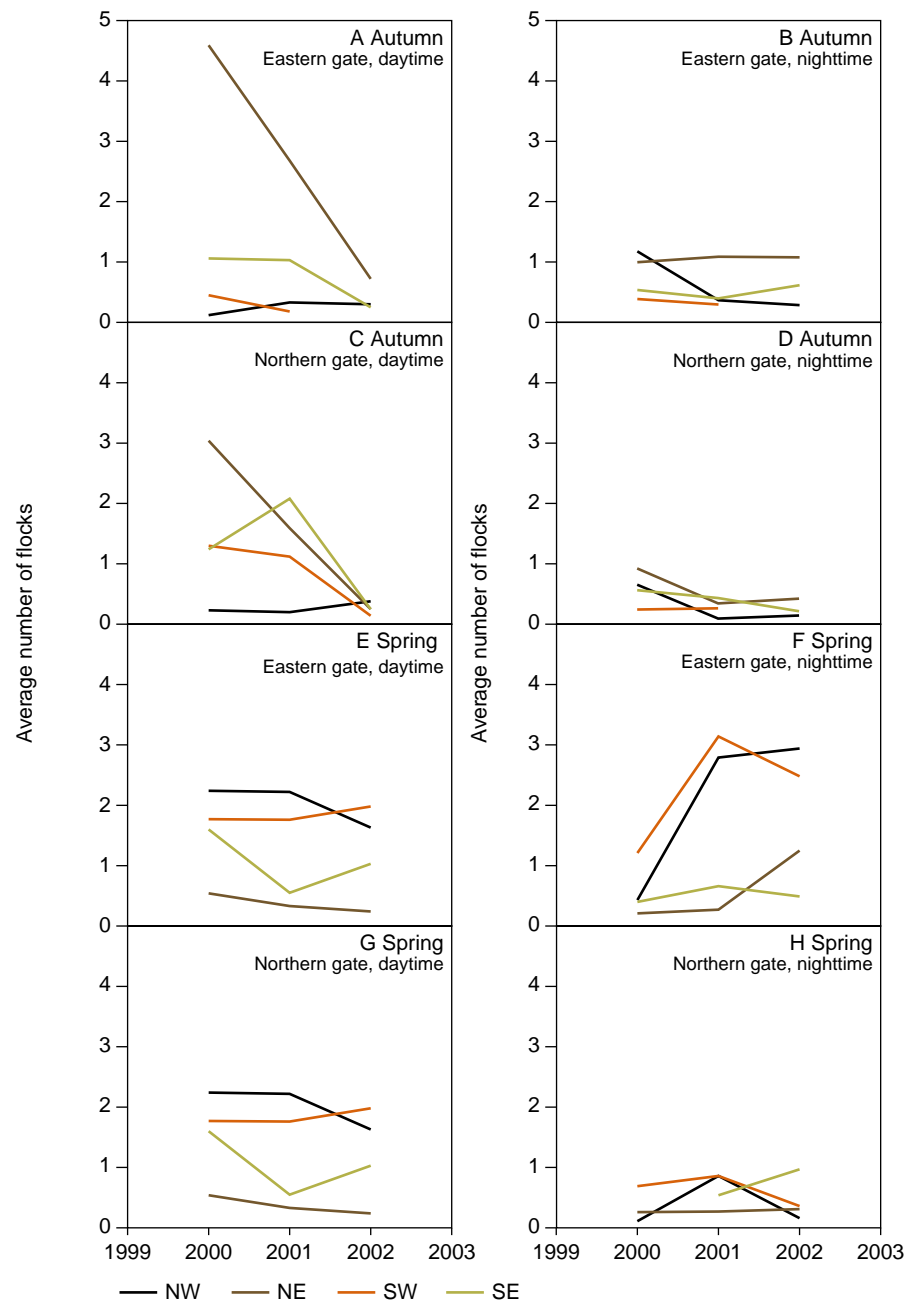 5
4
3
2
1
0
A Autumn
Eastern gate, daytime
5
4
3
2
1
0
B Autumn
Eastern gate, nighttime
4
3
2
1
0
C Autumn
Northern gate, daytime
4
3
2
1
0
D Autumn
Northern gate, nighttime
Average number of flocks
Average number of flocks
4
3
2
1
0
E Spring
Eastern gate, daytime
4
3
2
1
0
F Spring
Eastern gate, nighttime
4
3
2
1
0
G Spring
Northern gate, daytime
4
3
2
1
0
H Spring
Northern gate, nighttime
1999 2000 2001 2002 2003
1999 2000 2001 2002 2003
NW NE SW SE